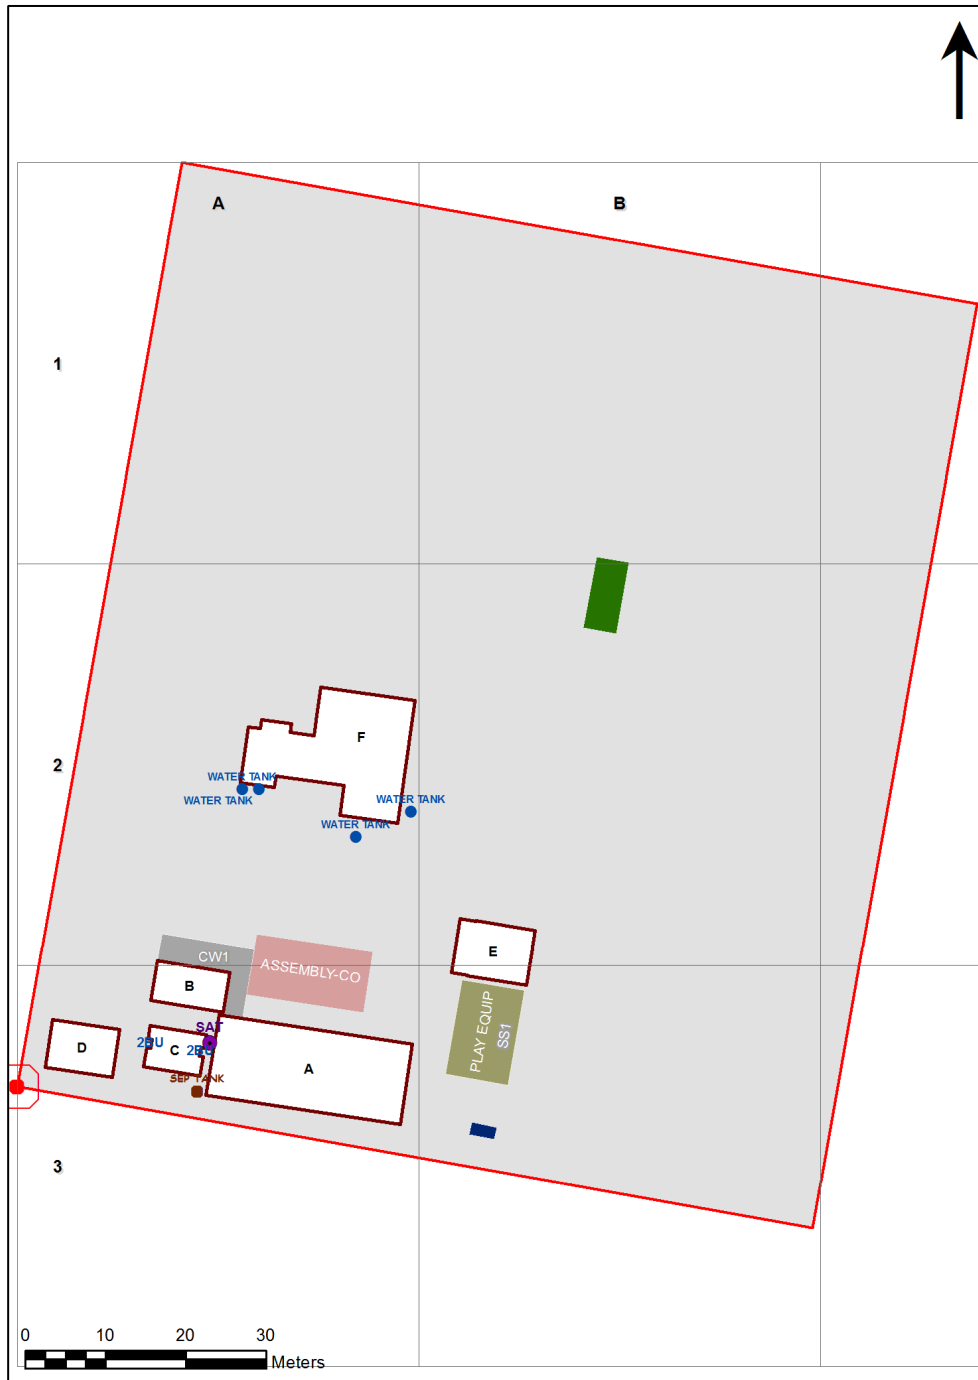 A
B
1
F
2
WATER TANK
WATER TANK
WATER TANK
WATER TANK
E
CW1
ASSEMBLY-CO
B
PLAY EQUIP
SS1
SAT
2BU
C
D
A
SEP TANK
3
0 10 20 30
Meters